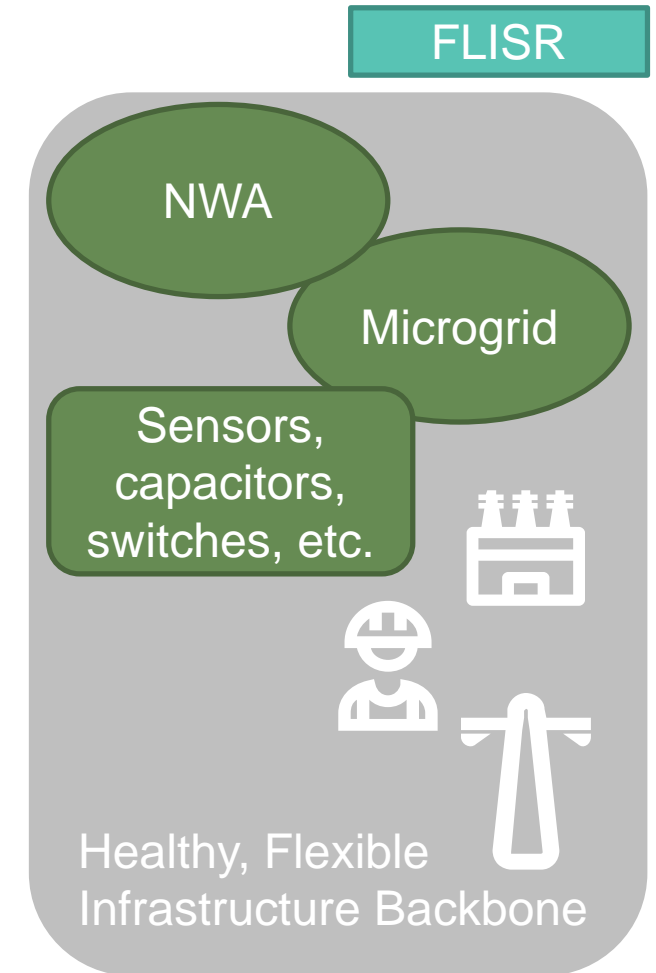 FLISR
NWA
Microgrid
Sensors,
capacitors,
switches, etc.
Healthy, Flexible
Infrastructure Backbone